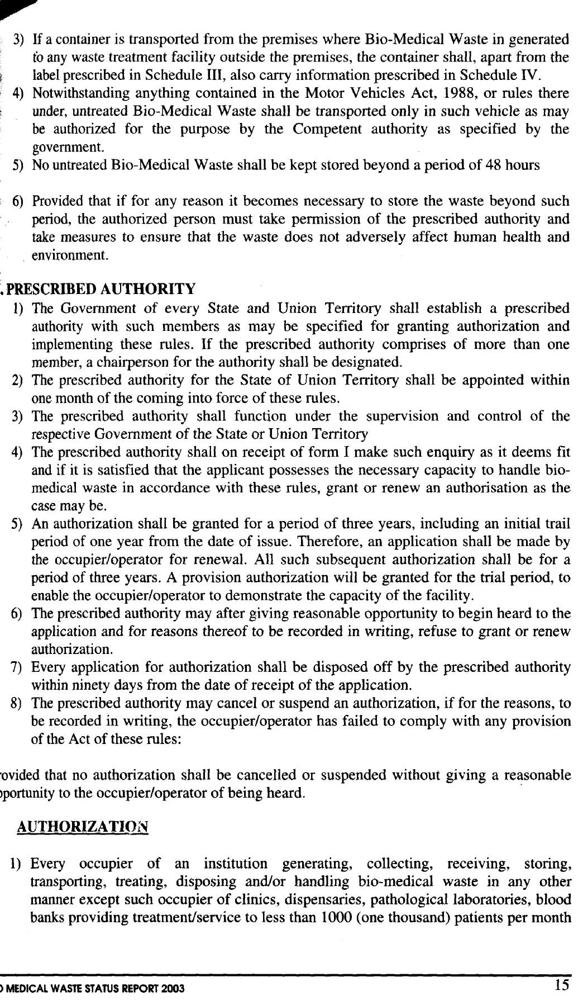 3) If a container is transported from the premises where Bio-Medical Waste in generated
to any waste treatment facility outside the premises, the container shall, apart from the
label prescribed in Schedule III, also carry information prescribed in Schedule IV.
4) Notwithstanding anything contained in the Motor Vehicles Act, 1988, or rules there
under, untreated Bio-Medical Waste shall be transported only in such vehicle as may
be authorized for the purpose by the Competent authority as specified by the
government.
5) No untreated Bio-Medical Waste shall be kept stored beyond a period of 48 hours
6) Provided that if for any reason it becomes necessary to store the waste beyond such
period, the authorized person must take permission of the prescribed authority and
take measures to ensure that the waste does not adversely affect human health and
environment.
. PRESCRIBED AUTHORITY
1) The Government of every State and Union Territory shall establish a prescribed
authority with such members as may be specified for granting authorization and
implementing these rules. If the prescribed authority comprises of more than one
member, a chairperson for the authority shall be designated.
2) The prescribed authority for the State of Union Territory shall be appointed within
one month of the coming into force of these rules.
3) The prescribed authority shall function under the supervision and control of the
respective Government of the State or Union Territory
4) The prescribed authority shall on receipt of form I make such enquiry as it deems fit
and if it is satisfied that the applicant possesses the necessary capacity to handle bio-
medical waste in accordance with these rules, grant or renew an authorisation as the
case may be.
5) An authorization shall be granted for a period of three years, including an initial trail
period of one year from the date of issue. Therefore, an application shall be made by
the occupier/operator for renewal. All such subsequent authorization shall be for a
period of three years. A provision authorization will be granted for the trial period, to
enable the occupier/operator to demonstrate the capacity of the facility.
6) The prescribed authority may after giving reasonable opportunity to begin heard to the
application and for reasons thereof to be recorded in writing, refuse to grant or renew
authorization.
7) Every application for authorization shall be disposed off by the prescribed authority
within ninety days from the date of receipt of the application.
8) The prescribed authority may cancel or suspend an authorization, if for the reasons, to
be recorded in writing, the occupier/operator has failed to comply with any provision
of the Act of these rules:
rovided that no authorization shall be cancelled or suspended without giving a reasonable
pportunity to the occupier/operator of being heard.
AUTHORIZATION
1) Every occupier of an institution generating, collecting, receiving, storing,
transporting, treating, disposing and/or handling bio-medical waste in any other
manner except such occupier of clinics, dispensaries, pathological laboratories, blood
banks providing treatment/service to less than 1000 (one thousand) patients per month
MEDICAL WASTE STATUS REPORT 2003 15